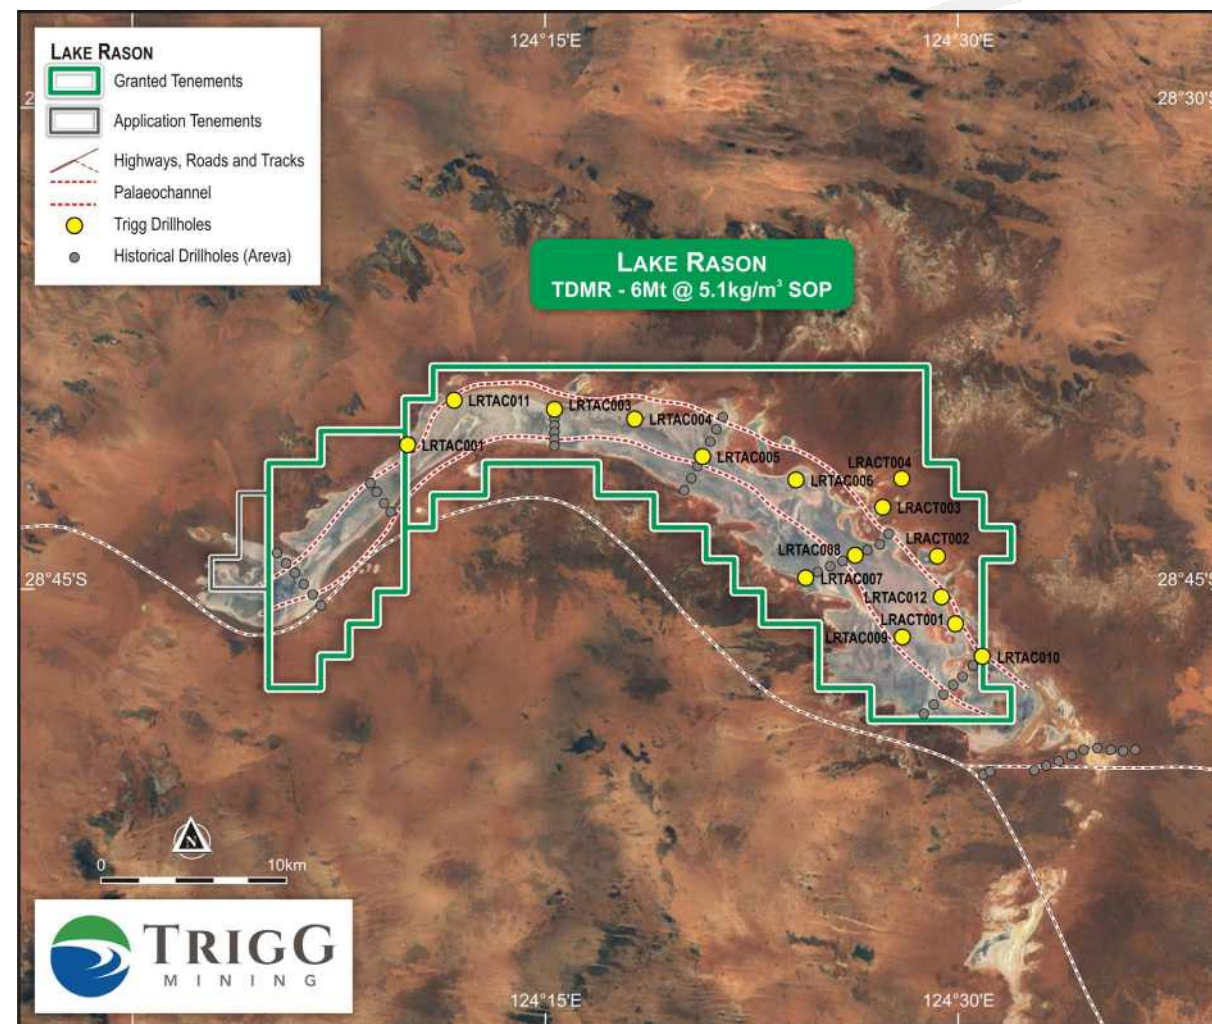 LAKE RASON
Granted Tenements
Application Tenements
Highways, Roads and Tracks
Palaeochannel
Trigg Drillholes
Historical Drillholes (Areva)
124°15'E
124°30'E
28°30'S
LAKE RASON
TDMR - 6Mt @ 5.1kg/m³ SOP
LRTAC011
LRTAC003
LRTAC004
LRTAC001
LRTAC005
LRACT004
LRTAC006
LRACT003
LRACT002
LRTAC008
LRTAC007
28°45'S
28°45'S
LRTAC012
LRACT001
LRTAC009
LRTAC010
N
0 10km
TRIGG
MINING
124°15'E
124°30'E